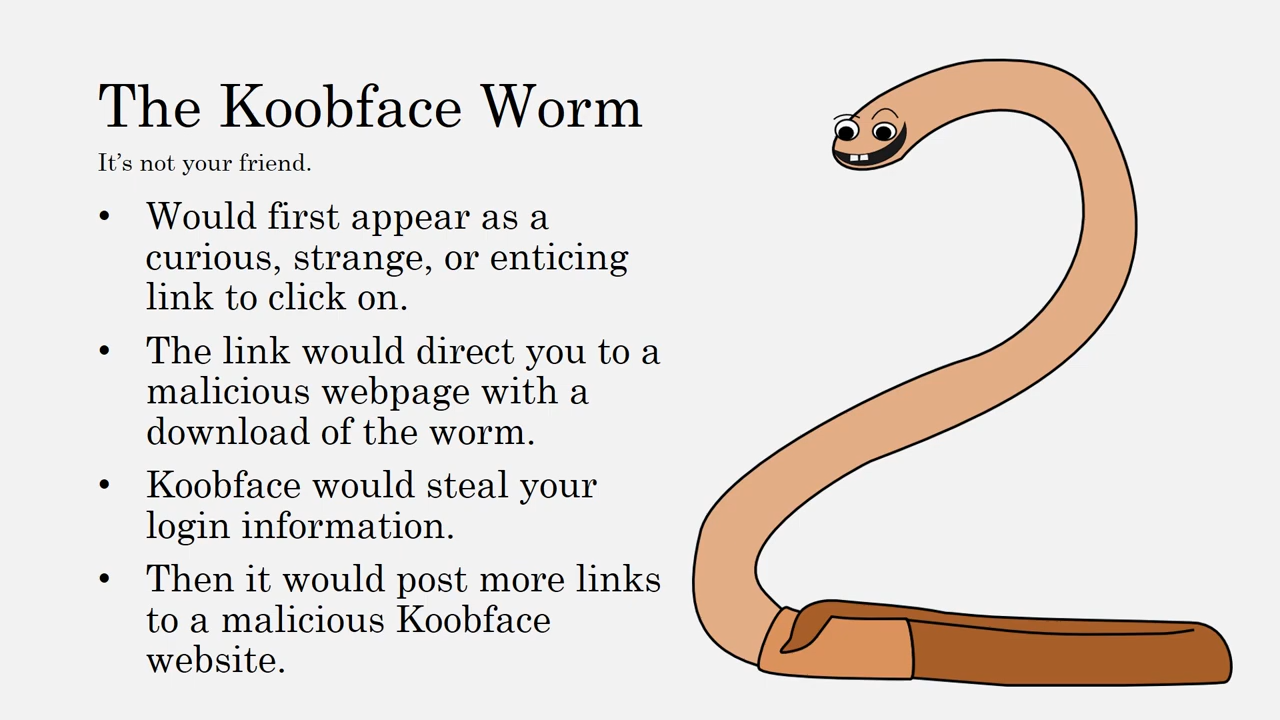 The Koobface Worm
It's not your friend.
• Would first appear as a
curious, strange, or enticing
link to click on.
• The link would direct you to a
malicious webpage with a
download of the worm.
• Koobface would steal your
login information.
• Then it would post more links
to a malicious Koobface
website.